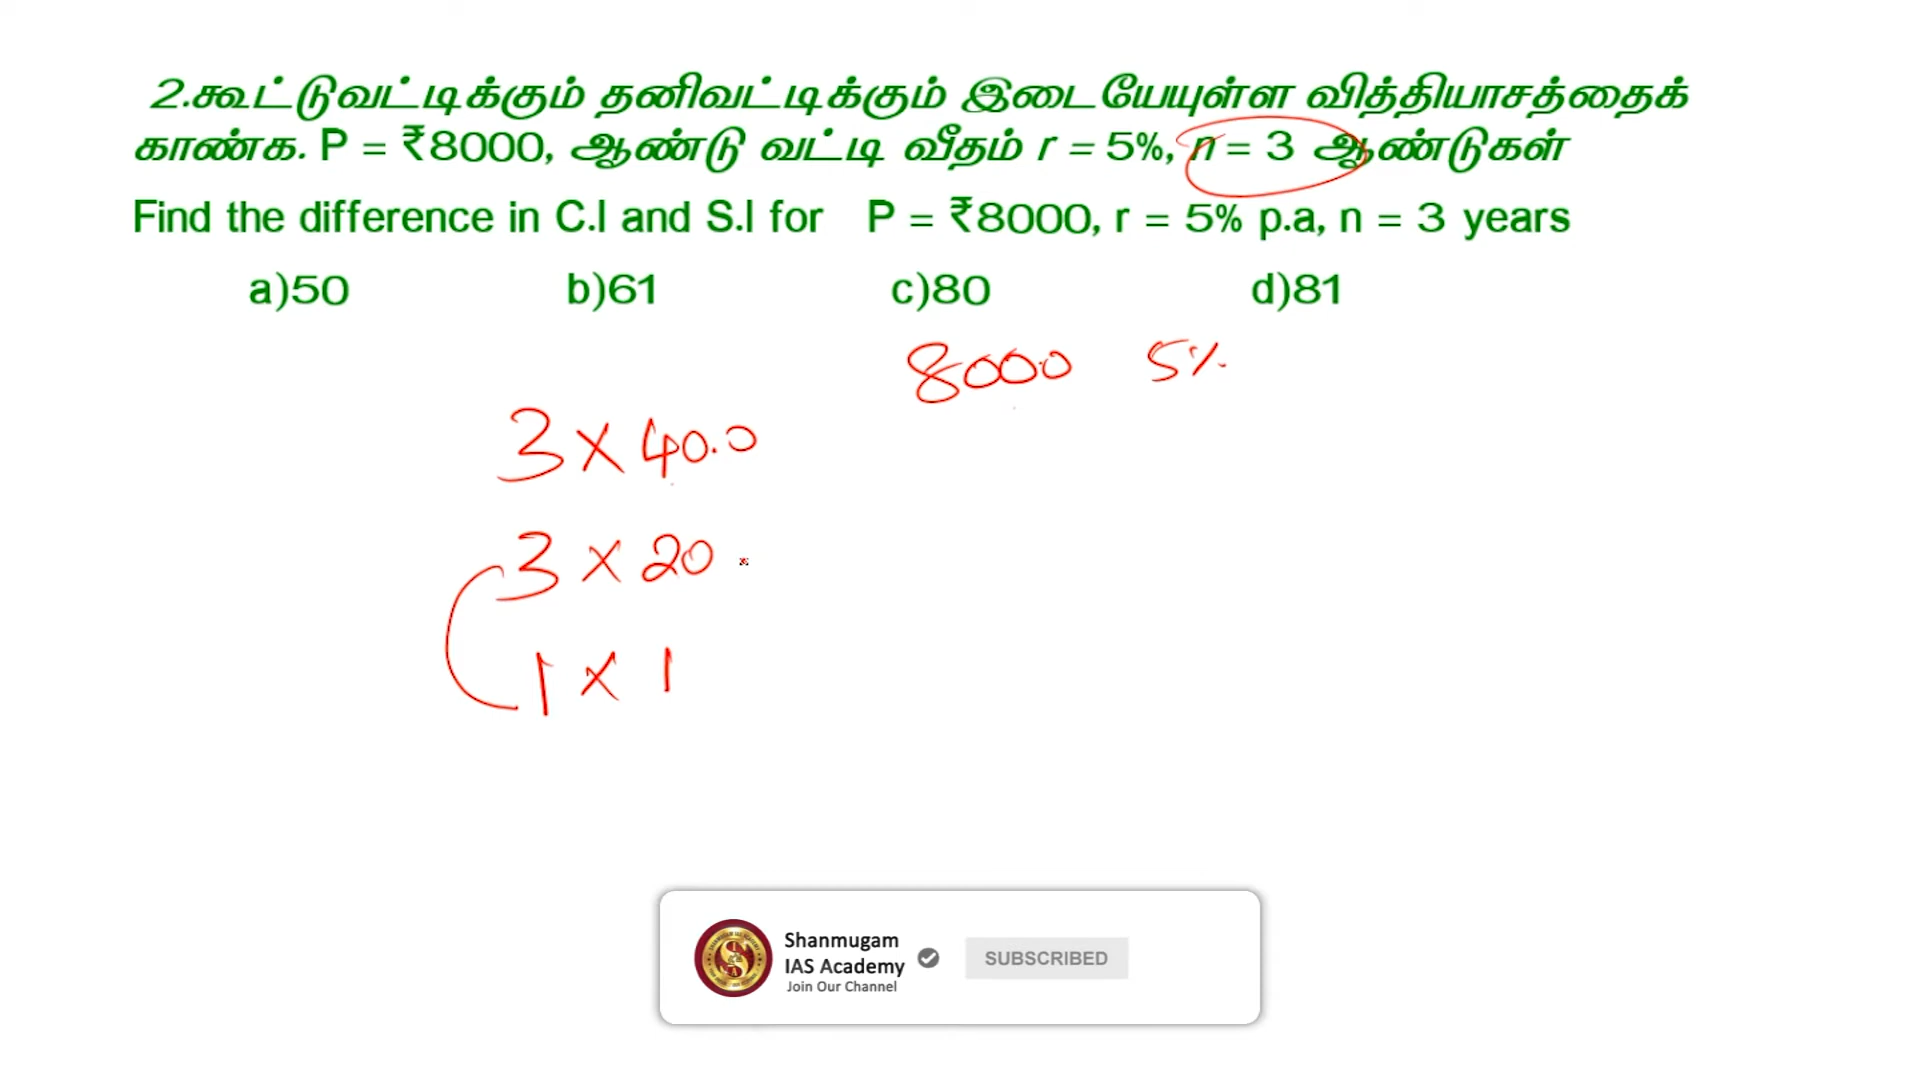 2.கூட்டுவட்டிக்கும் தனிவட்டிக்கும் இடையேயுள்ள வித்தியாசத்தைக்
காண்க. P = ₹8000, ஆண்டு வட்டி வீதம் r = 5%, n = 3 ஆண்டுகள்
Find the difference in C.I and S.I for P = ₹8000, r = 5% p.a, n = 3 years
a)50 b)61 c)80 d)81
8000 5%
3 x 400
3 x 20
1 x 1
Shanmugam
IAS Academy
Join Our Channel
SUBSCRIBED